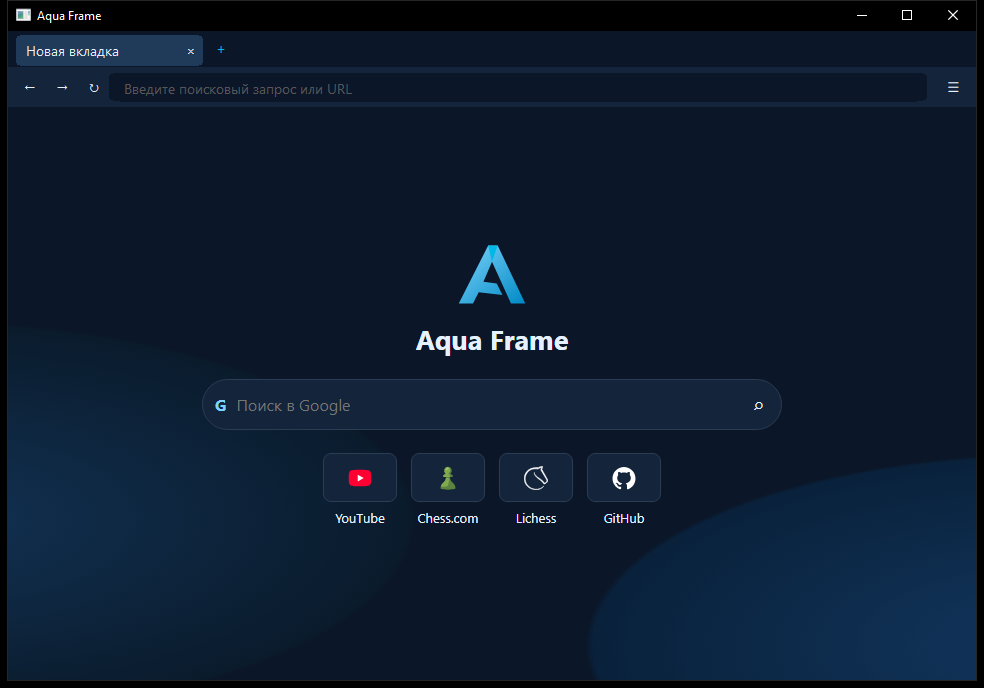 Aqua Frame
Новая вкладка × +
Введите поисковый запрос или URL
Aqua Frame
G Поиск в Google
YouTube Chess.com Lichess GitHub